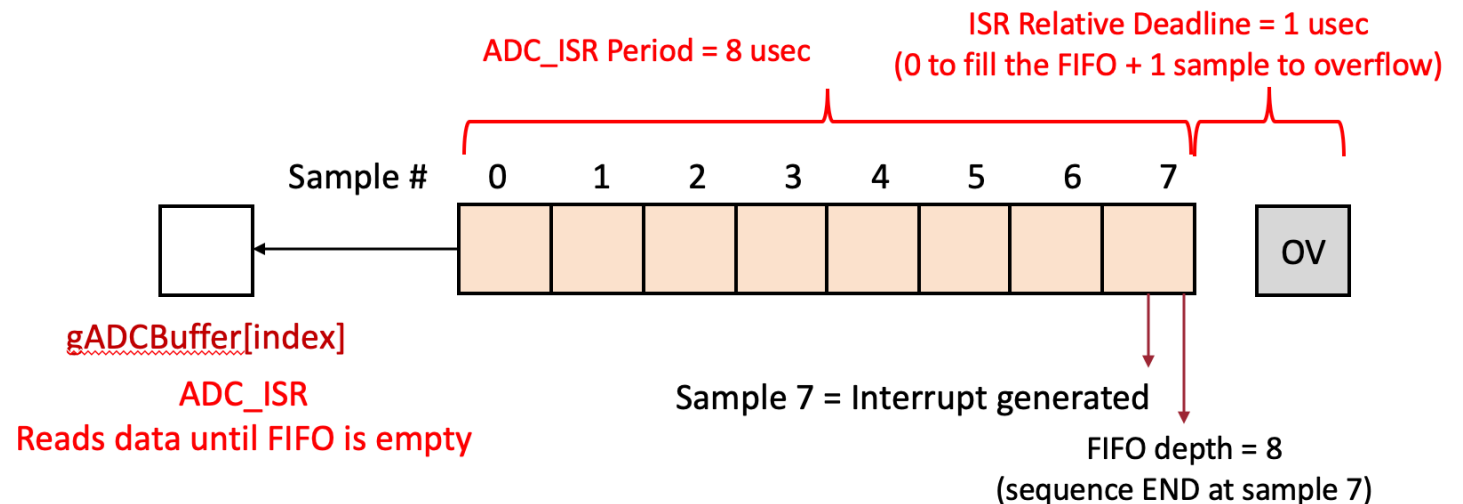 ISR Relative Deadline = 1 usec
(0 to fill the FIFO + 1 sample to overflow)
ADC_ISR Period = 8 usec
Sample # 0 1 2 3 4 5 6 7
OV
gADCBuffer[index]
ADC_ISR
Reads data until FIFO is empty
Sample 7 = Interrupt generated
FIFO depth = 8
(sequence END at sample 7)